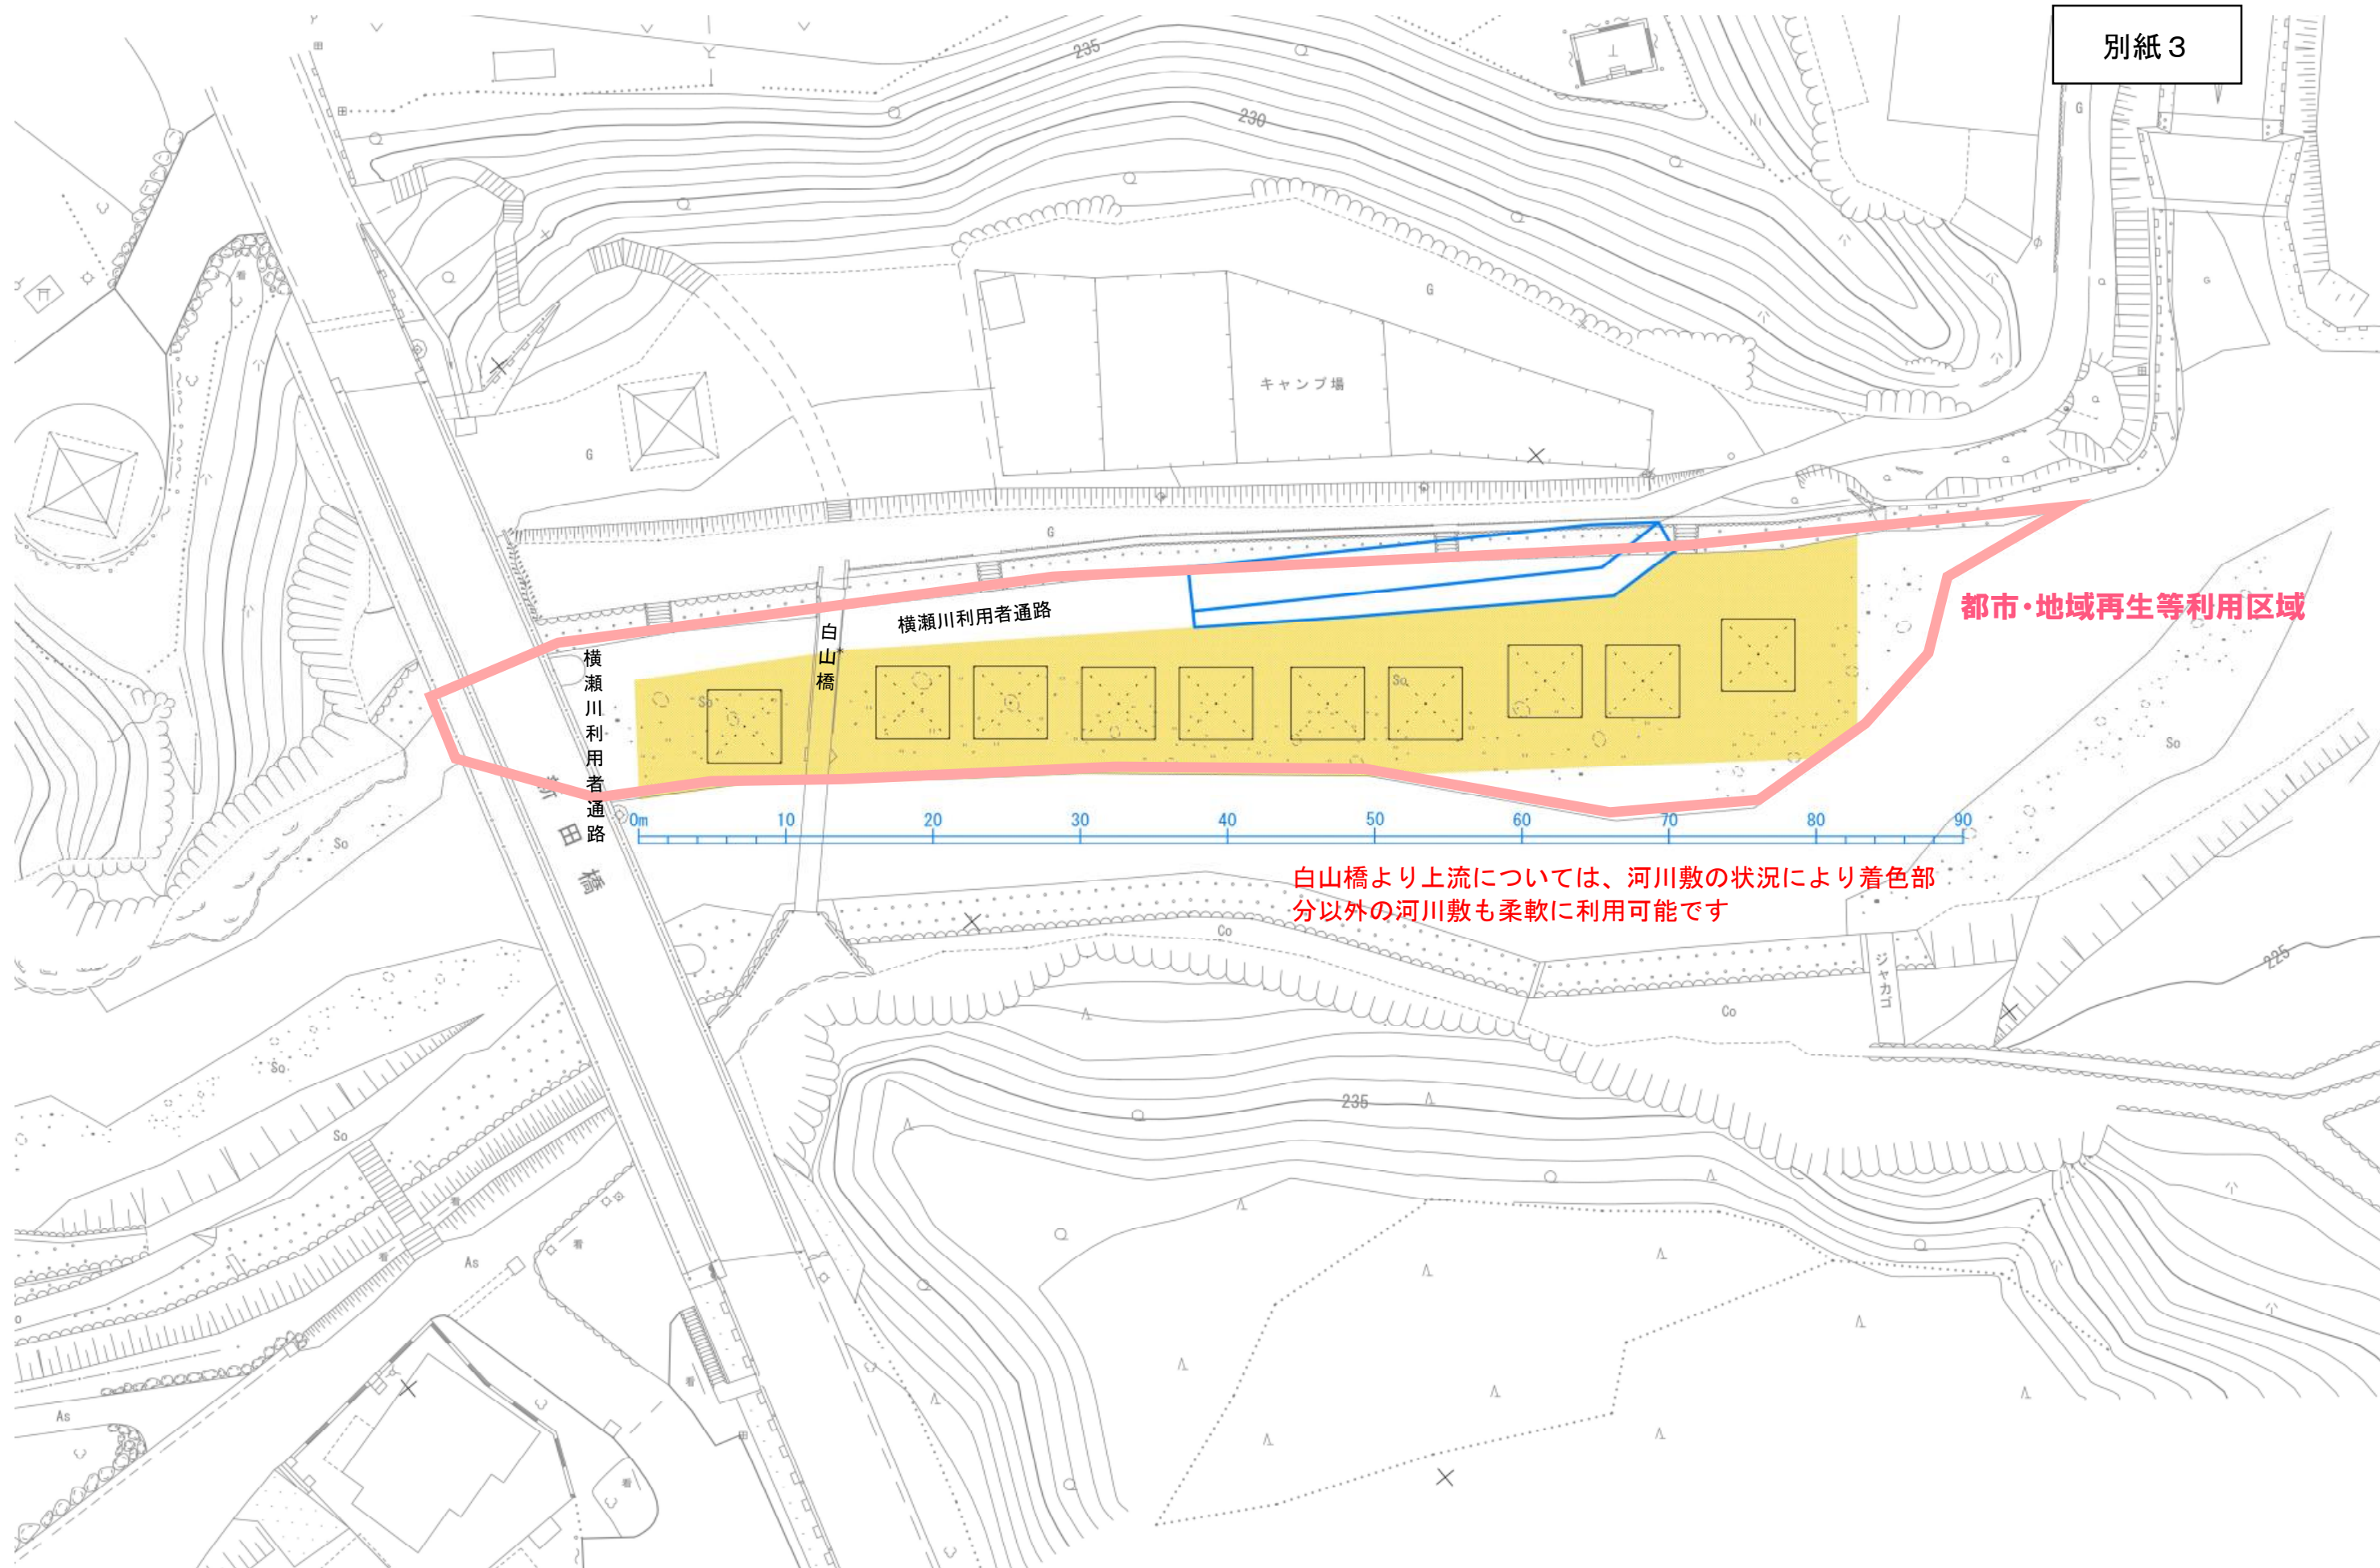 別紙３
235
230
G
G
G
キャンプ場
G
G
横瀬川利用者通路
白山橋
横瀬川利用者通路
都市･地域再生等利用区域
So
So
So
新田橋
0m 10 20 30 40 50 60 70 80 90
So
白山橋より上流については、河川敷の状況により着色部
分以外の河川敷も柔軟に利用可能です
Co
225
ジャカゴ
Co
So
235
So
As
As